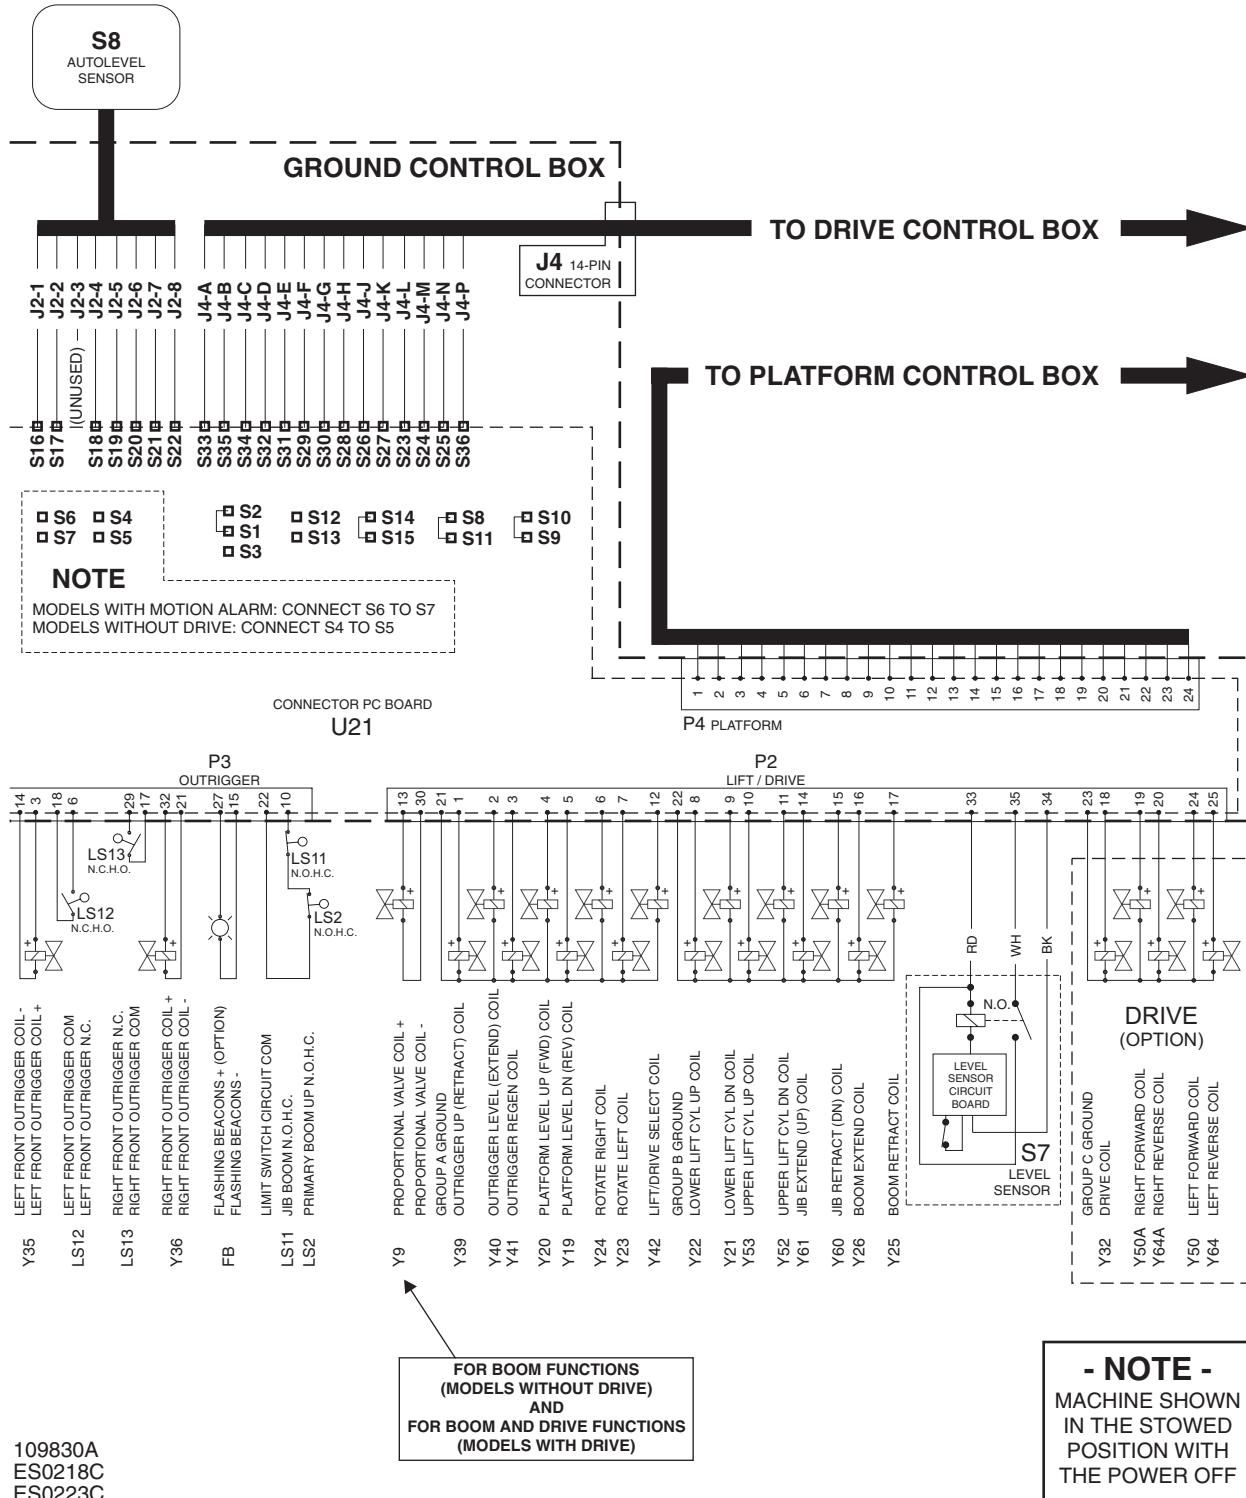 S8
AUTOLEVEL
SENSOR
GROUND CONTROL BOX
TO DRIVE CONTROL BOX
J4 14-PIN
CONNECTOR
J2-1
J2-2
J2-3
J2-4
J2-5
J2-6
J2-7
J2-8
J4-A
J4-B
J4-C
J4-D
J4-E
J4-F
J4-G
J4-H
J4-J
J4-K
J4-L
J4-M
J4-N
J4-P
(UNUSED)
TO PLATFORM CONTROL BOX
S16
S17
S18
S19
S20
S21
S22
S33
S35
S34
S32
S31
S29
S30
S28
S26
S27
S23
S24
S25
S36
S6 S4 S2 S12 S14 S8 S10
S7 S5 S1 S13 S15 S11 S9
S3
NOTE
MODELS WITH MOTION ALARM: CONNECT S6 TO S7
MODELS WITHOUT DRIVE: CONNECT S4 TO S5
1 2 3 4 5 6 7 8 9 10 11 12 13 14 15 16 17 18 19 20 21 22 23 24
P4 PLATFORM
CONNECTOR PC BOARD
U21
P3
OUTRIGGER
P2
LIFT / DRIVE
14 3 18 6 29 17 32 21 27 15 22 10
13 30 21 1 2 3 4 5 6 7 12 22 8 9 10 11 14 15 16 17 33 35 34 23 18 19 20 24 25
LS13
N.C.H.O.
LS12
N.C.H.O.
LS11
N.O.H.C.
LS2
N.O.H.C.
RD
WH
BK
N.O.
LEVEL
SENSOR
CIRCUIT
BOARD
S7
LEVEL
SENSOR
DRIVE
(OPTION)
LEFT FRONT OUTRIGGER COIL -
LEFT FRONT OUTRIGGER COIL +
LEFT FRONT OUTRIGGER COM
LEFT FRONT OUTRIGGER N.C.
RIGHT FRONT OUTRIGGER N.C.
RIGHT FRONT OUTRIGGER COM
RIGHT FRONT OUTRIGGER COIL +
RIGHT FRONT OUTRIGGER COIL -
FLASHING BEACONS + (OPTION)
FLASHING BEACONS -
LIMIT SWITCH CIRCUIT COM
JIB BOOM N.O.H.C.
PRIMARY BOOM UP N.O.H.C.
PROPORTIONAL VALVE COIL +
PROPORTIONAL VALVE COIL -
GROUP A GROUND
OUTRIGGER UP (RETRACT) COIL
OUTRIGGER LEVEL (EXTEND) COIL
OUTRIGGER REGEN COIL
PLATFORM LEVEL UP (FWD) COIL
PLATFORM LEVEL DN (REV) COIL
ROTATE RIGHT COIL
ROTATE LEFT COIL
LIFT/DRIVE SELECT COIL
GROUP B GROUND
LOWER LIFT CYL UP COIL
LOWER LIFT CYL DN COIL
UPPER LIFT CYL UP COIL
UPPER LIFT CYL DN COIL
JIB EXTEND (UP) COIL
JIB RETRACT (DN) COIL
BOOM EXTEND COIL
BOOM RETRACT COIL
GROUP C GROUND
DRIVE COIL
RIGHT FORWARD COIL
RIGHT REVERSE COIL
LEFT FORWARD COIL
LEFT REVERSE COIL
Y35
LS12
LS13
Y36
FB
LS11
LS2
Y9
Y39
Y40
Y41
Y20
Y19
Y24
Y23
Y42
Y22
Y21
Y53
Y52
Y61
Y60
Y26
Y25
Y32
Y50A
Y64A
Y50
Y64
FOR BOOM FUNCTIONS
(MODELS WITHOUT DRIVE)
AND
FOR BOOM AND DRIVE FUNCTIONS
(MODELS WITH DRIVE)
- NOTE -
MACHINE SHOWN
IN THE STOWED
POSITION WITH
THE POWER OFF
109830A
ES0218C
ES0223C